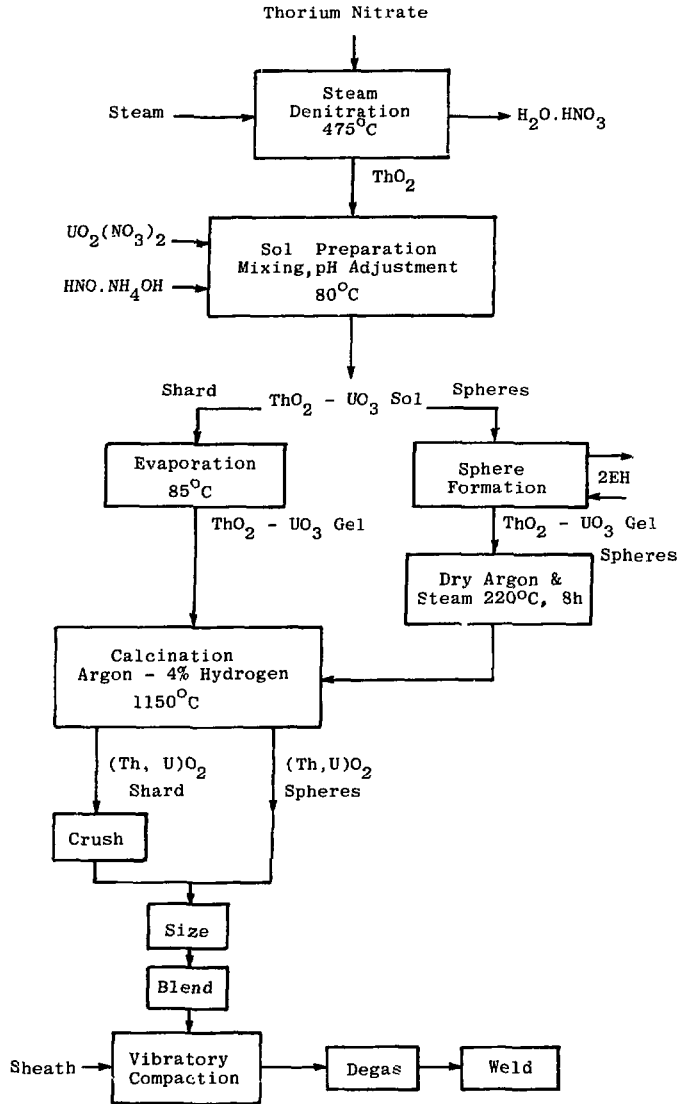 Thorium Nitrate
Steam
Steam
Denitration
475°C
H2O.HNO3
ThO2
UO2(NO3)2
HNO.NH4OH
Sol Preparation
Mixing,pH Adjustment
80°C
Shard
ThO2 - UO3 Sol
Spheres
Evaporation
85°C
Sphere
Formation
2EH
ThO2 - UO3 Gel
ThO2 - UO3 Gel
Spheres
Dry Argon &
Steam 220°C, 8h
Calcination
Argon - 4% Hydrogen
1150°C
(Th, U)O2
Shard
(Th,U)O2
Spheres
Crush
Size
Blend
Sheath
Vibratory
Compaction
Degas
Weld